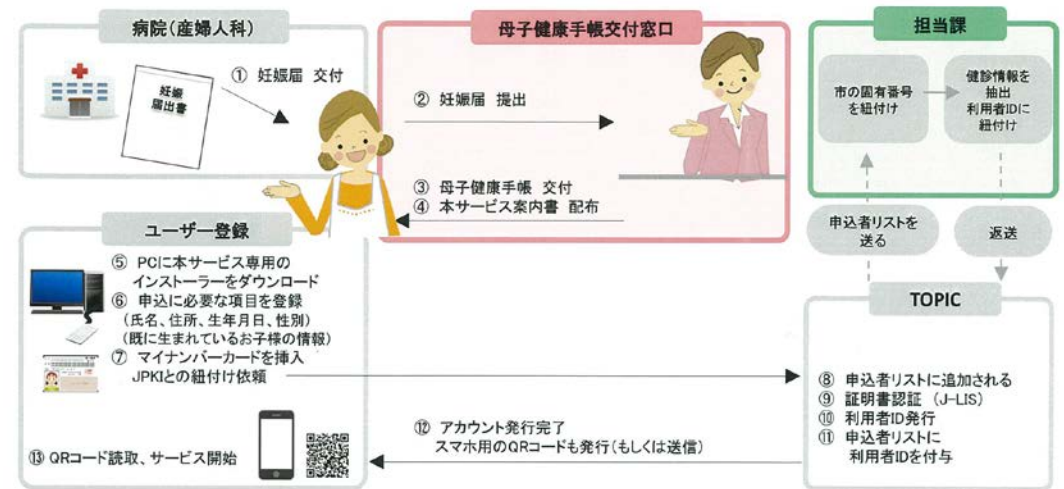 病院(産婦人科)
① 妊娠届 交付
妊娠
届出書
母子健康手帳交付窓口
② 妊娠届 提出
③ 母子健康手帳 交付
④ 本サービス案内書 配布
担当課
市の固有番号
を紐付け
健診情報を
抽出
利用者IDに
紐付け
申込者リストを
送る
返送
ユーザー登録
⑤ PCに本サービス専用の
インストーラーをダウンロード
⑥ 申込に必要な項目を登録
(氏名、住所、生年月日、性別)
(既に生まれているお子様の情報)
⑦ マイナンバーカードを挿入
JPKIとの紐付け依頼
⑬ QRコード読取、サービス開始
⑫ アカウント発行完了
スマホ用のQRコードも発行(もしくは送信)
TOPIC
⑧ 申込者リストに追加される
⑨ 証明書認証 (J-LIS)
⑩ 利用者ID発行
⑪ 申込者リストに
利用者IDを付与